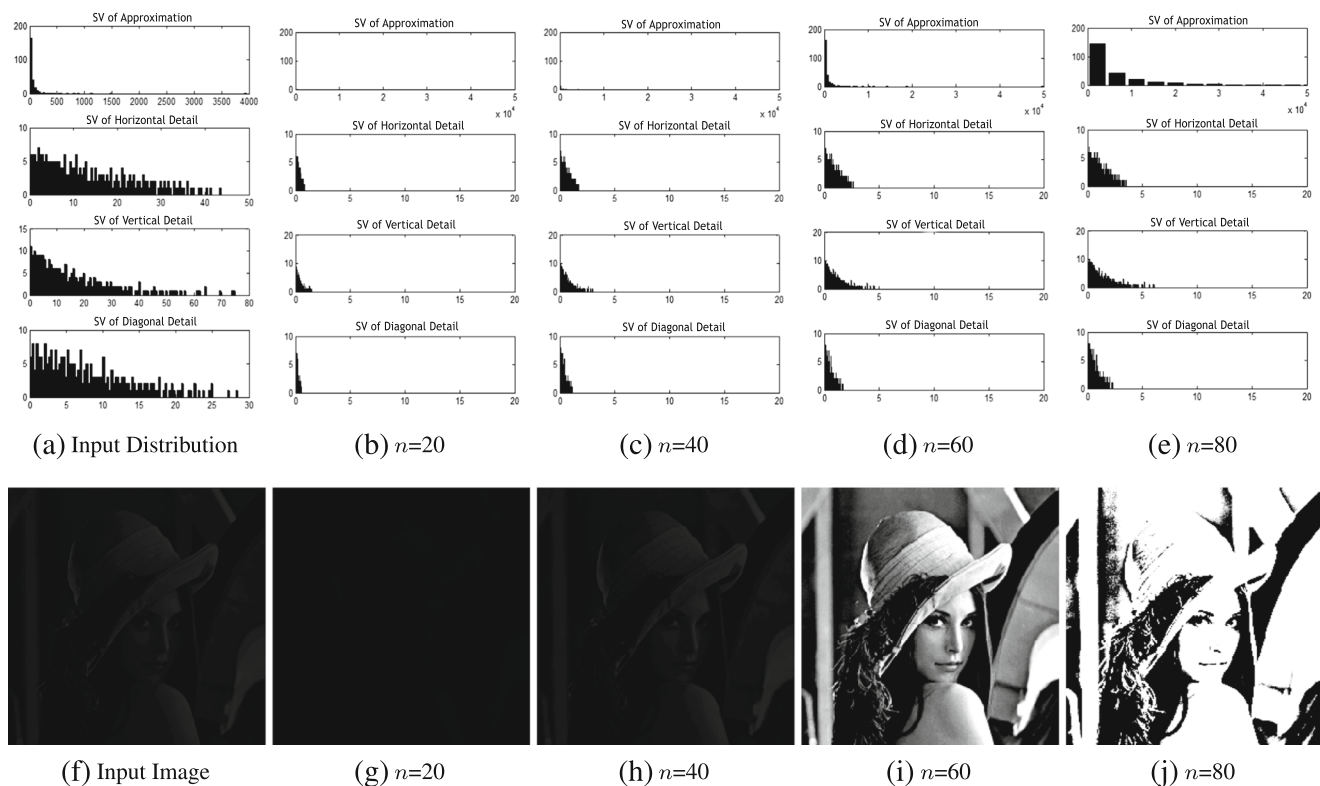 SV of Approximation
200
100
0
0 500 1000 1500 2000 2500 3000 3500 4000
SV of Horizontal Detail
10
5
0
0 10 20 30 40 50
SV of Vertical Detail
15
10
5
0
0 10 20 30 40 50 60 70 80
SV of Diagonal Detail
10
5
0
0 5 10 15 20 25 30
(a) Input Distribution
SV of Approximation
200
100
0
0 1 2 3 4 5
x 10⁴
SV of Horizontal Detail
10
5
0
0 5 10 15 20
SV of Vertical Detail
20
10
0
0 5 10 15 20
SV of Diagonal Detail
10
5
0
0 5 10 15 20
(b) n=20
SV of Approximation
200
100
0
0 1 2 3 4 5
x 10⁴
SV of Horizontal Detail
10
5
0
0 5 10 15 20
SV of Vertical Detail
20
10
0
0 5 10 15 20
SV of Diagonal Detail
10
5
0
0 5 10 15 20
(c) n=40
SV of Approximation
200
100
0
0 1 2 3 4 5
x 10⁴
SV of Horizontal Detail
10
5
0
0 5 10 15 20
SV of Vertical Detail
20
10
0
0 5 10 15 20
SV of Diagonal Detail
10
5
0
0 5 10 15 20
(d) n=60
SV of Approximation
200
100
0
0 1 2 3 4 5
x 10⁴
SV of Horizontal Detail
10
5
0
0 5 10 15 20
SV of Vertical Detail
20
10
0
0 5 10 15 20
SV of Diagonal Detail
10
5
0
0 5 10 15 20
(e) n=80
(f) Input Image
(g) n=20
(h) n=40
(i) n=60
(j) n=80